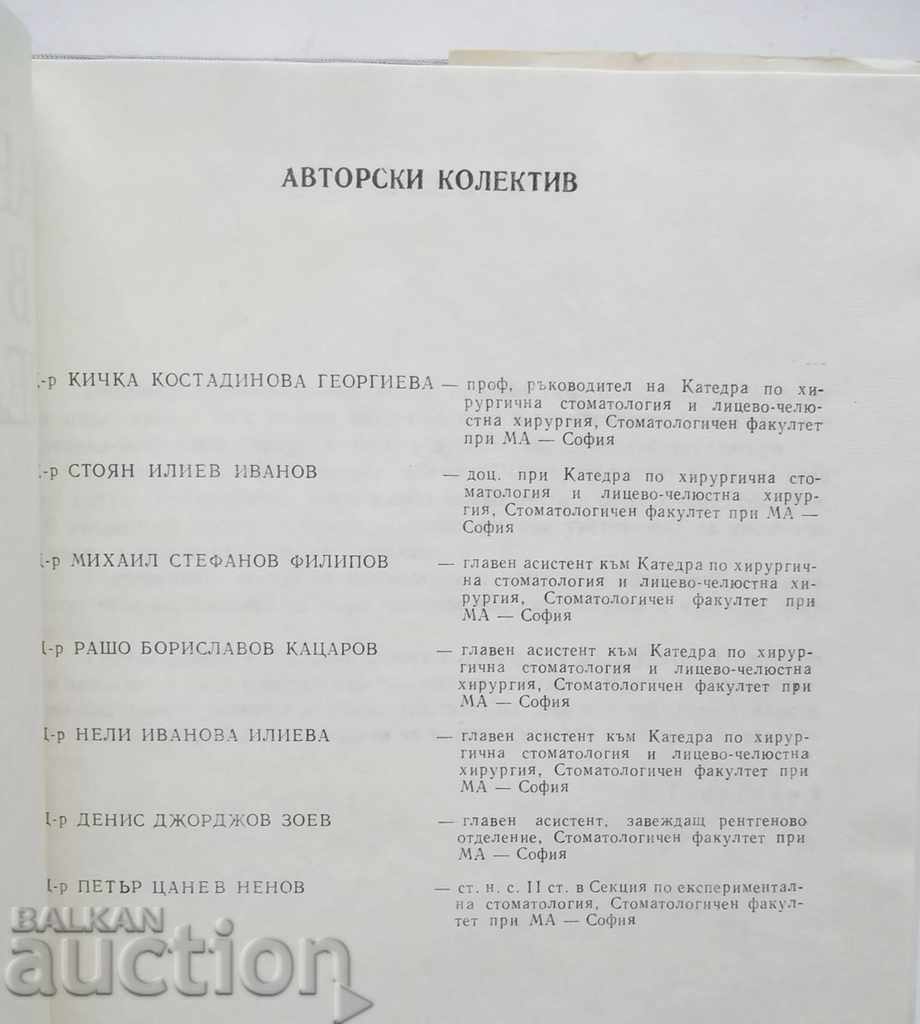 АВТОРСКИ КОЛЕКТИВ
-р КИЧКА КОСТАДИНОВА ГЕОРГИЕВА — проф, ръководител на Катедра по хи-
рургична стоматология и лицево-челю-
стна хирургия, Стоматологичен факултет
при МА — София
-р СТОЯН ИЛИЕВ ИВАНОВ — доц. при Катедра по хирургична сто-
матология и лицево-челюстна хирур-
гия, Стоматологичен факултет при МА —
София
-р МИХАИЛ СТЕФАНОВ ФИЛИПОВ — главен асистент към Катедра по хирургич-
на стоматология и лицево-челюстна хи-
рургия, Стоматологичен факултет при
МА — София
-р РАШО БОРИСЛАВОВ КАЦАРОВ — главен асистент към Катедра по хирур-
гична стоматология и лицево-челюстна
хирургия, Стоматологичен факултет при
МА — София
-р НЕЛИ ИВАНОВА ИЛИЕВА — главен асистент към Катедра по хирур-
гична стоматология и лицево-челюстна
хирургия, Стоматологичен факултет при
МА — София
-р ДЕНИС ДЖОРДЖОВ ЗОЕВ — главен асистент, завеждащ рентгеново
отделение, Стоматологичен факултет при
МА — София
-р ПЕТЪР ЦАНЕВ НЕНОВ — ст. н. с. II ст. в Секция по експериментал-
на стоматология, Стоматологичен факул-
тет при МА — София
BALKAN
auction